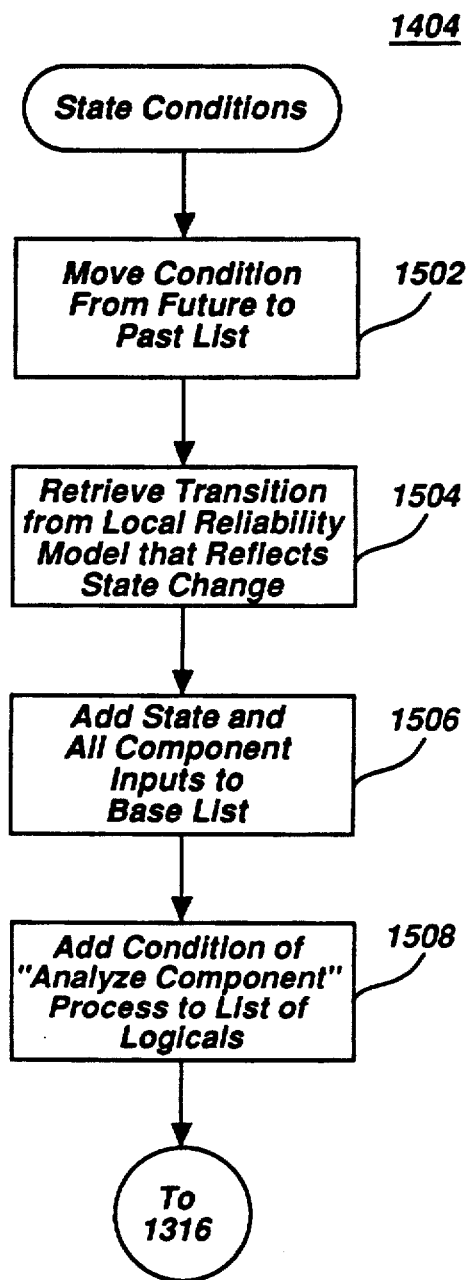 1404
State Conditions
Move Condition
From Future to
Past List
1502
Retrieve Transition
from Local Reliability
Model that Reflects
State Change
1504
Add State and
All Component
Inputs to
Base List
1506
Add Condition of
"Analyze Component"
Process to List of
Logicals
1508
To
1316